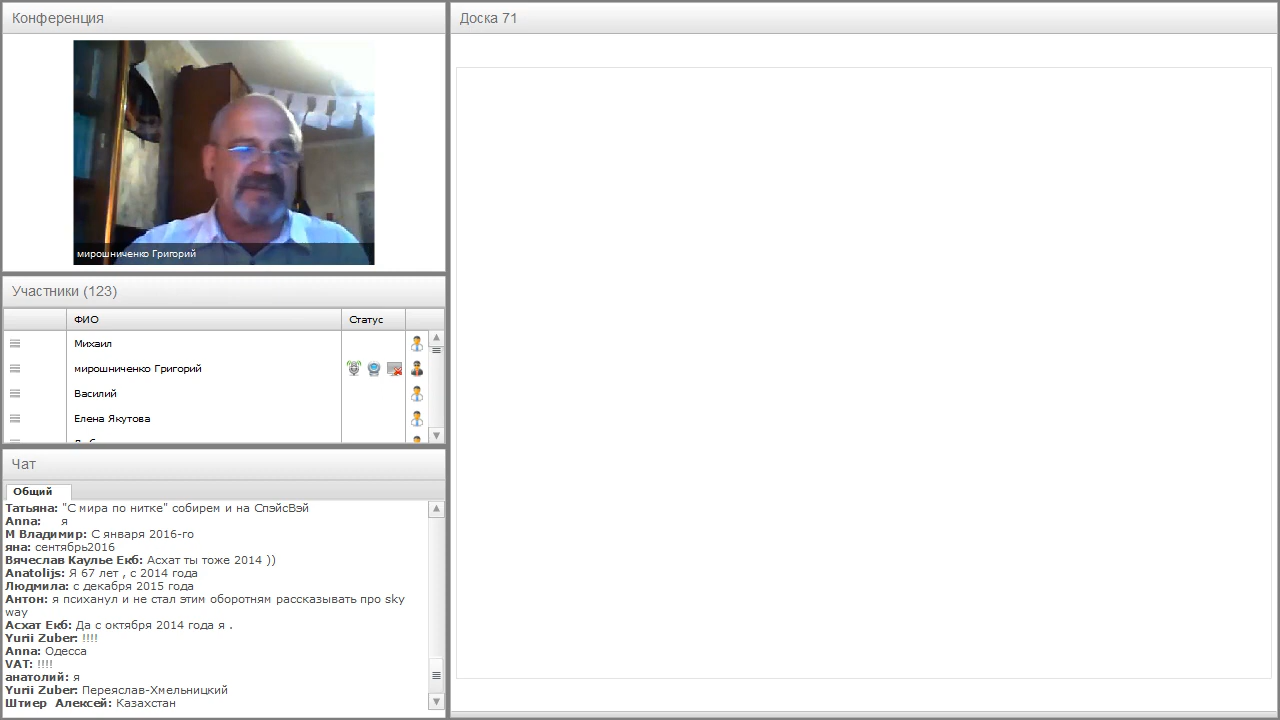 Конференция
мирошниченко Григорий
Участники (123)
ФИО Статус
Михаил
мирошниченко Григорий
Василий
Елена Якутова
Чат
Общий
Татьяна: "С мира по нитке" собирем и на СпэйсВэй
Anna: я
М Владимир: С января 2016-го
яна: сентябрь2016
Вячеслав Каулье Екб: Асхат ты тоже 2014 ))
Anatolijs: Я 67 лет , с 2014 года
Людмила: с декабря 2015 года
Антон: я психанул и не стал этим оборотням рассказывать про sky
way
Асхат Екб: Да с октября 2014 года я .
Yurii Zuber: !!!!
Anna: Одесса
VAT: !!!!
анатолий: я
Yurii Zuber: Переяслав-Хмельницкий
Штиер Алексей: Казахстан
Доска 71